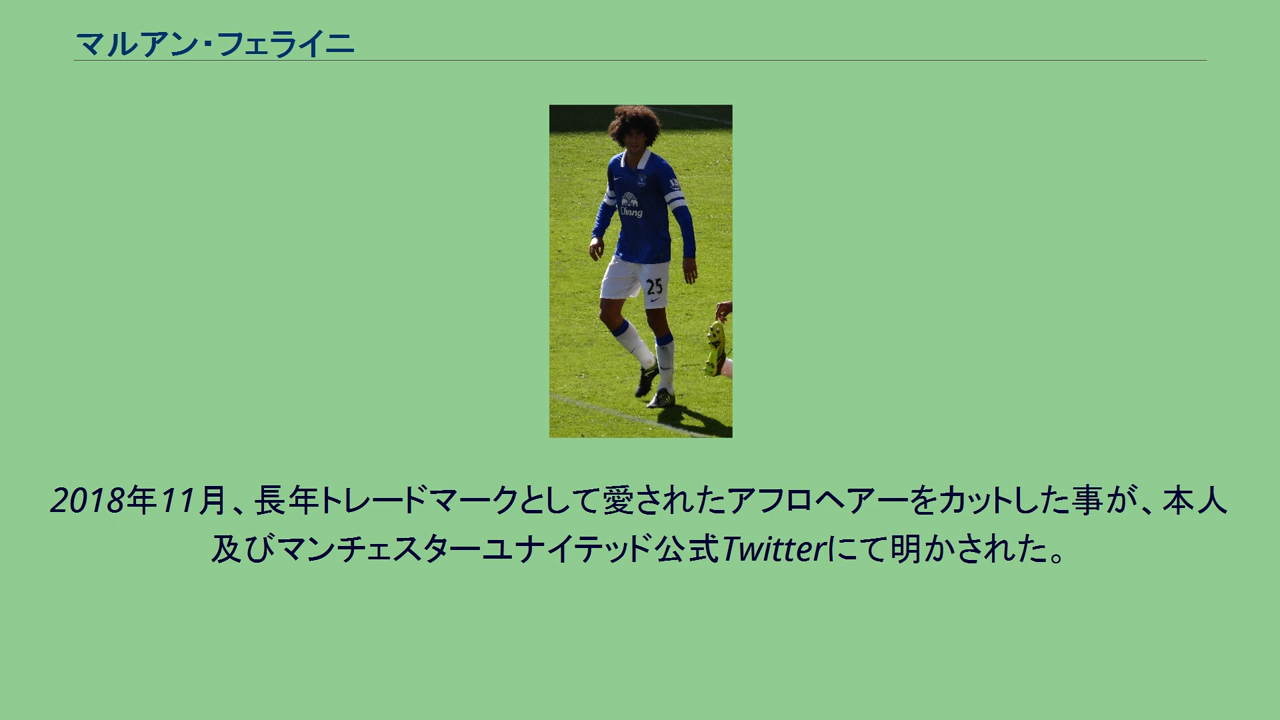 マルアン・フェライニ
Chang
25
2018年11月、長年トレードマークとして愛されたアフロヘアーをカットした事が、本人
及びマンチェスターユナイテッド公式Twitterにて明かされた。